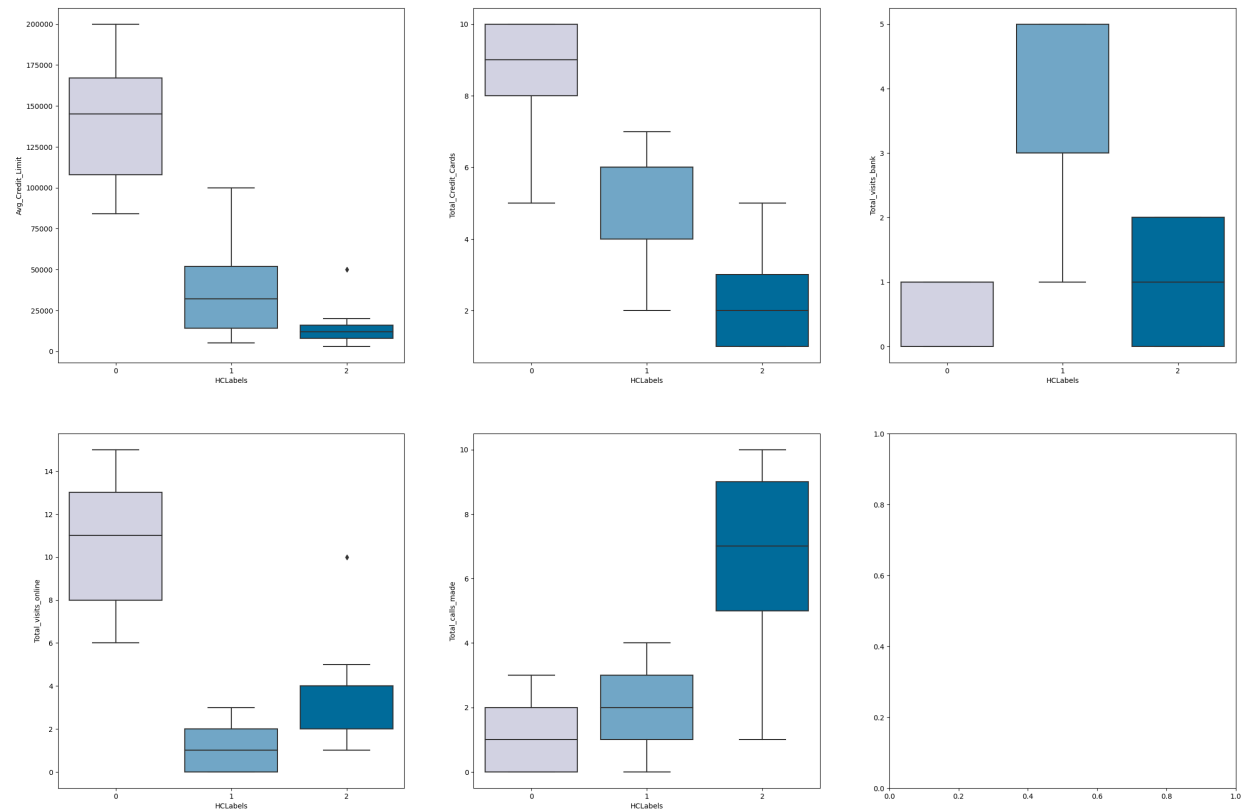 Avg_Credit_Limit
200000
175000
150000
125000
100000
75000
50000
25000
0
0 1 2
HCLabels
Total_Credit_Cards
10
8
6
4
2
0 1 2
HCLabels
Total_visits_bank
5
4
3
2
1
0
0 1 2
HCLabels
Total_visits_online
14
12
10
8
6
4
2
0
0 1 2
HCLabels
Total_calls_made
10
8
6
4
2
0
0 1 2
HCLabels
1.0
0.8
0.6
0.4
0.2
0.0
0.0 0.2 0.4 0.6 0.8 1.0